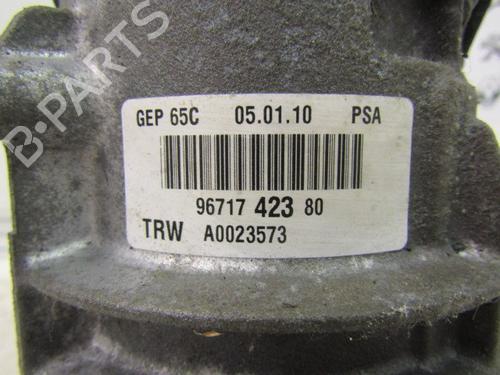 B-PARTS
GEP 65C 05.01.10 PSA
96717 423 80
TRW A0023573